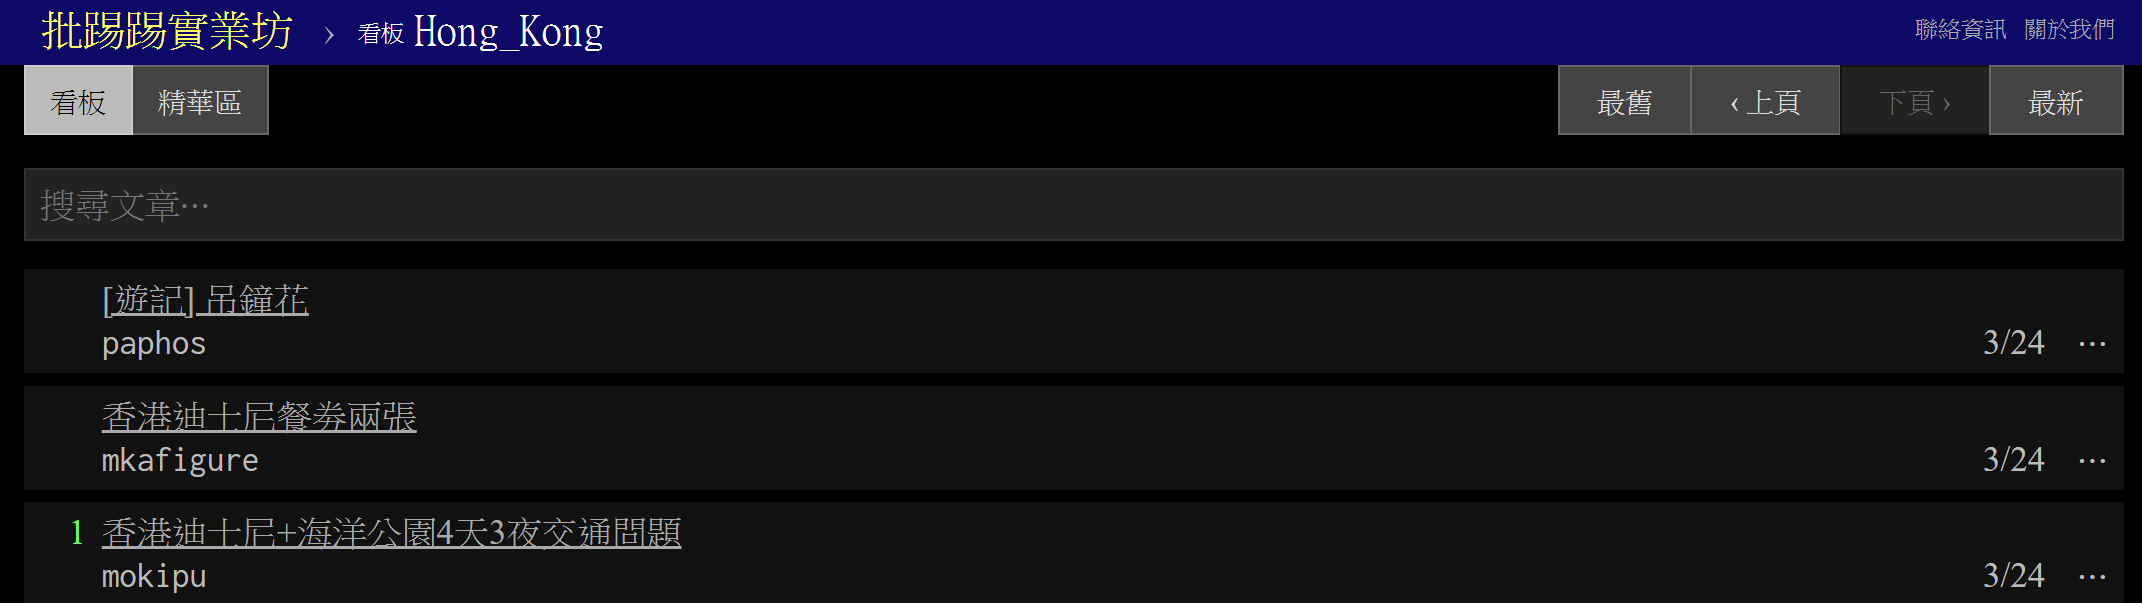 批踢踢實業坊 › 看板 Hong_Kong 聯絡資訊 關於我們
看板 精華區 最舊 ‹ 上頁 下頁 › 最新
搜尋文章⋯
[遊記] 吊鐘花
paphos 3/24 ⋯
香港迪士尼餐劵兩張
mkafigure 3/24 ⋯
1 香港迪士尼+海洋公園4天3夜交通問題
mokipu 3/24 ⋯